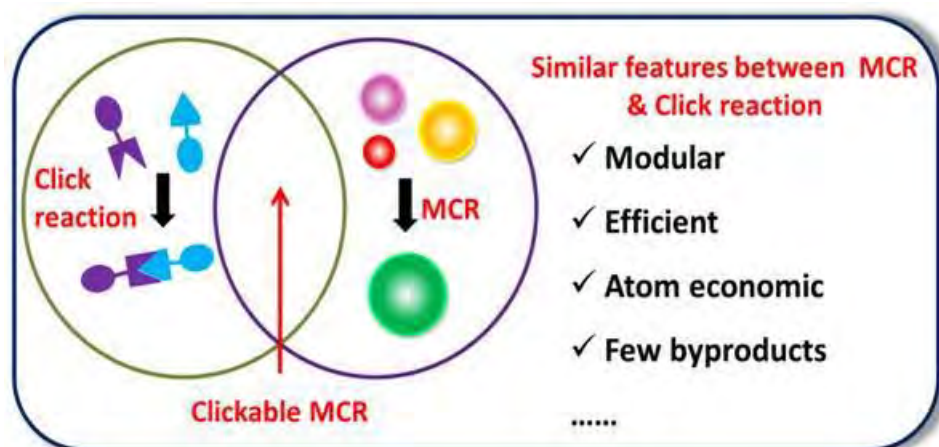 Click
reaction
MCR
Clickable MCR
Similar features between MCR
& Click reaction
✓ Modular
✓ Efficient
✓ Atom economic
✓ Few byproducts
......